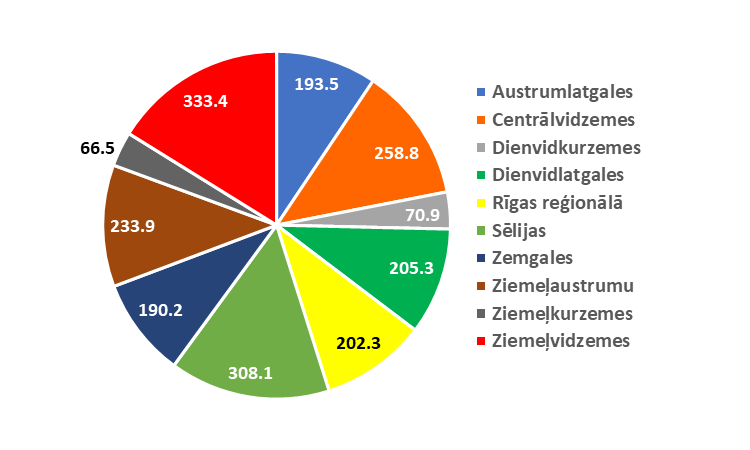 193.5
258.8
70.9
205.3
202.3
308.1
190.2
233.9
66.5
333.4
Austrumlatgales
Centrālvidzemes
Dienvidkurzemes
Dienvidlatgales
Rīgas reģionālā
Sēlijas
Zemgales
Ziemeļaustrumu
Ziemeļkurzemes
Ziemeļvidzemes